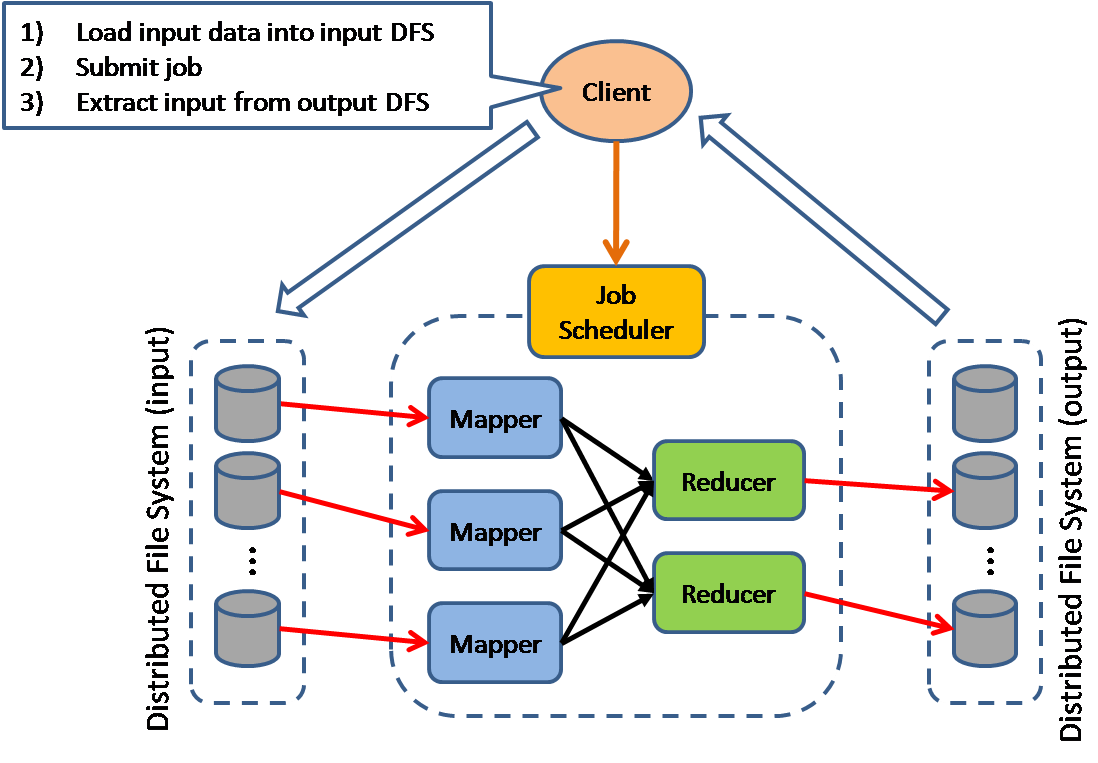 1) Load input data into input DFS
2) Submit job
3) Extract input from output DFS
Client
Job
Scheduler
Distributed File System (input)
Mapper
Mapper
Mapper
...
Reducer
Reducer
...
Distributed File System (output)